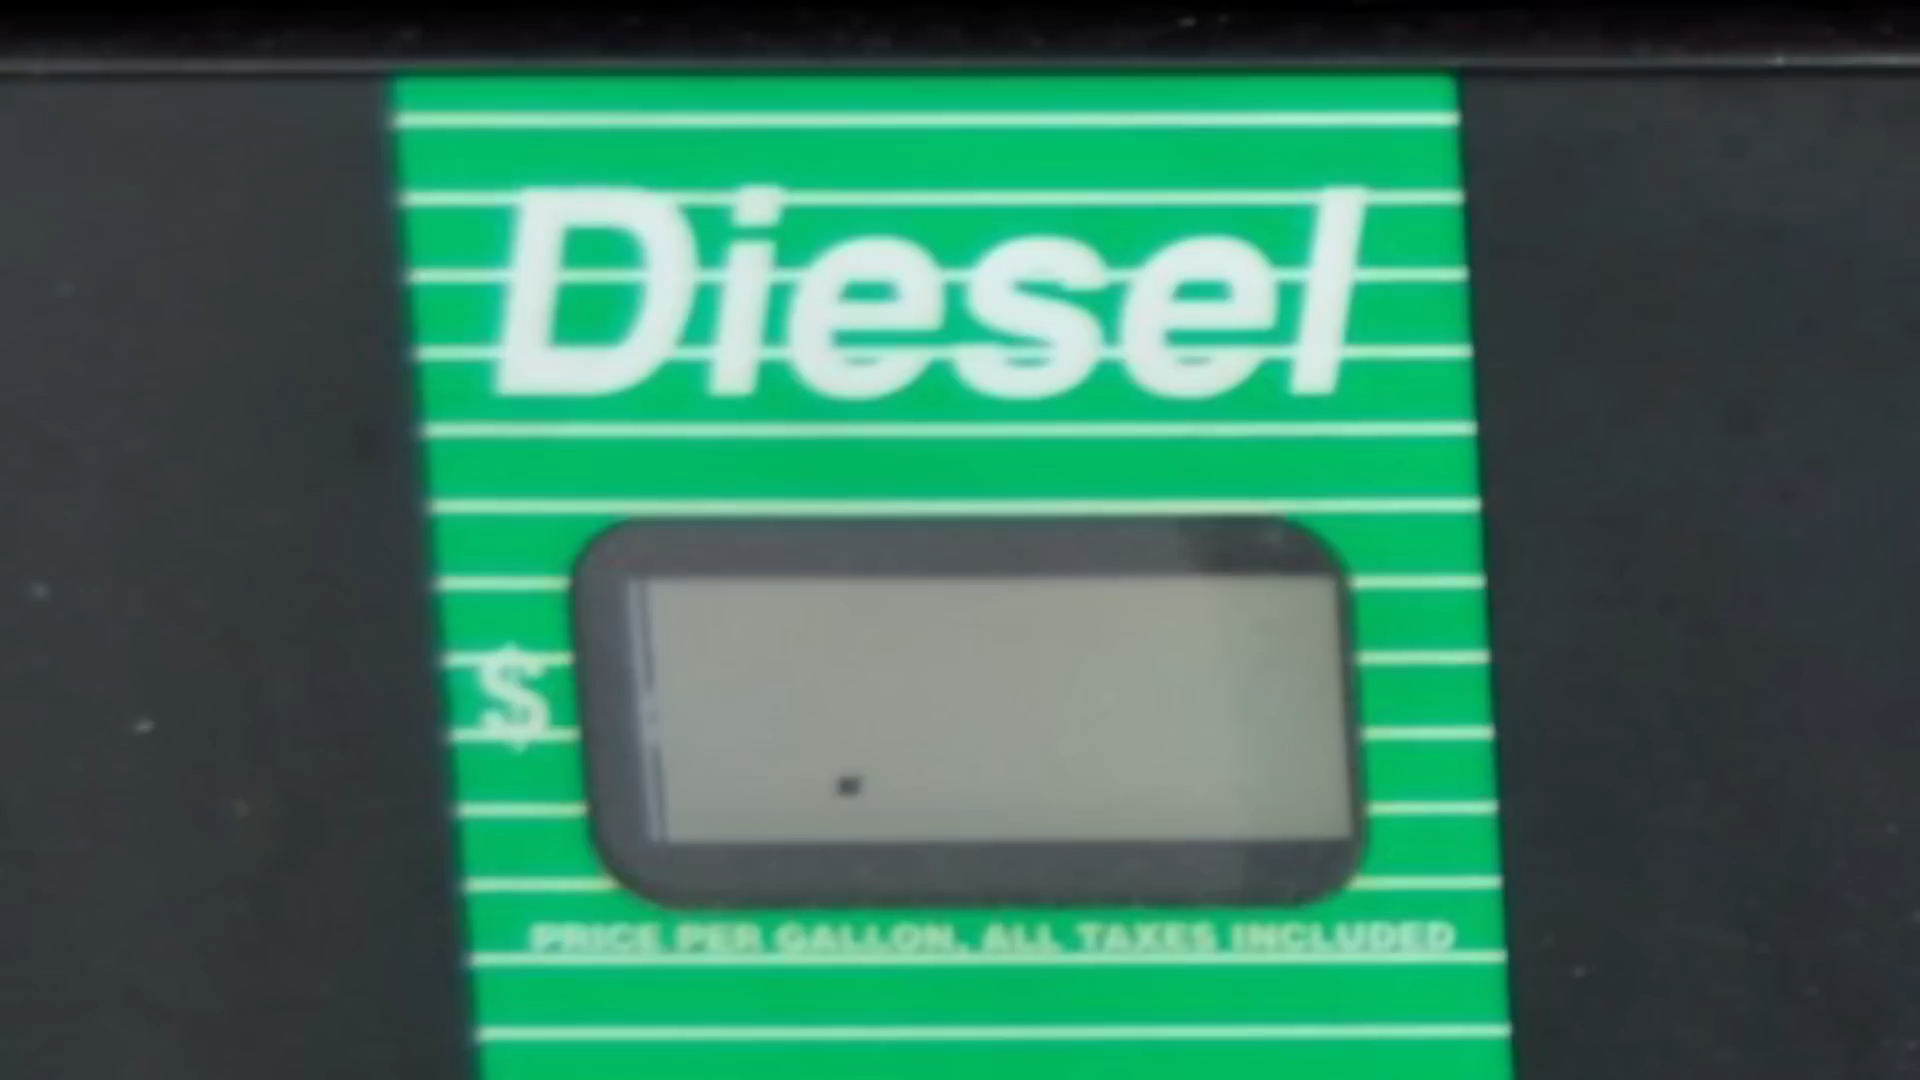 Diesel
$
.
PRICE PER GALLON, ALL TAXES INCLUDED